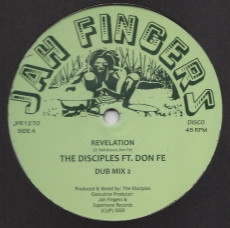 JAH FINGERS
JFR1270
SIDE A
DISCO
45 RPM
REVELATION
THE DISCIPLES FT. DON FE
DUB MIX 2
Produced & Mixed by: The Disciples
Executive Producer:
Jah Fingers &
Supertone Records